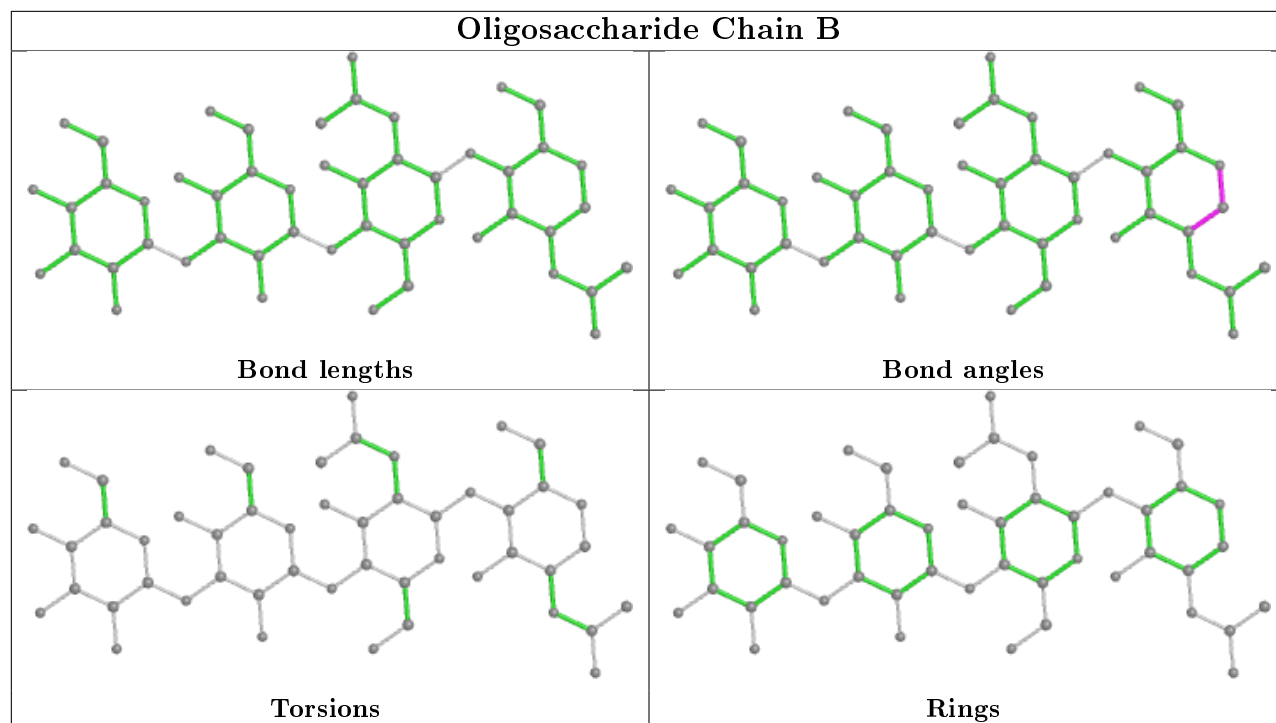 Oligosaccharide Chain B
Bond lengths
Bond angles
Torsions
Rings